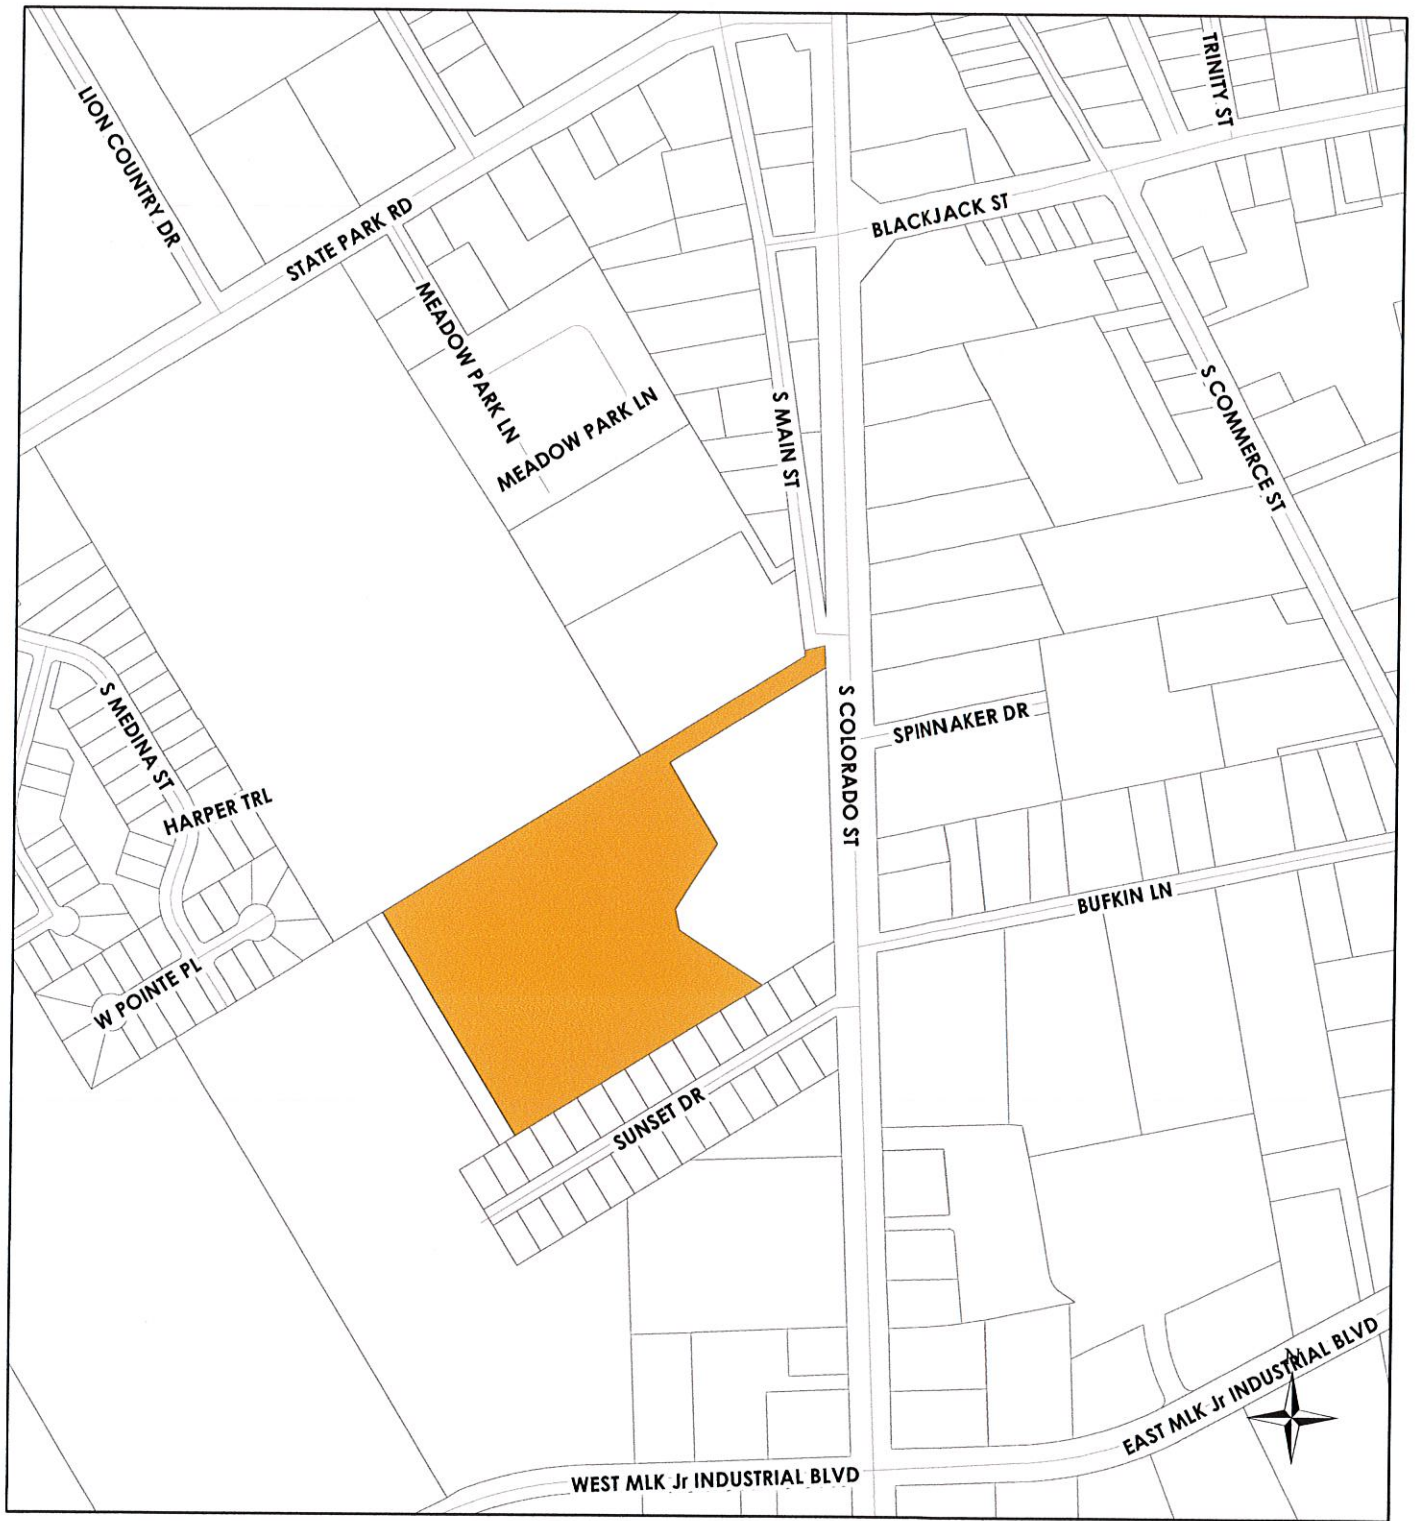 TRINITY ST
LION COUNTRY DR
STATE PARK RD
BLACKJACK ST
MEADOW PARK LN
MEADOW PARK LN
S MAIN ST
S COMMERCE ST
S MEDINA ST
S COLORADO ST
SPINNAKER DR
HARPER TRL
BUFKIN LN
W POINTE PL
SUNSET DR
EAST MLK Jr INDUSTRIAL BLVD
N
WEST MLK Jr INDUSTRIAL BLVD